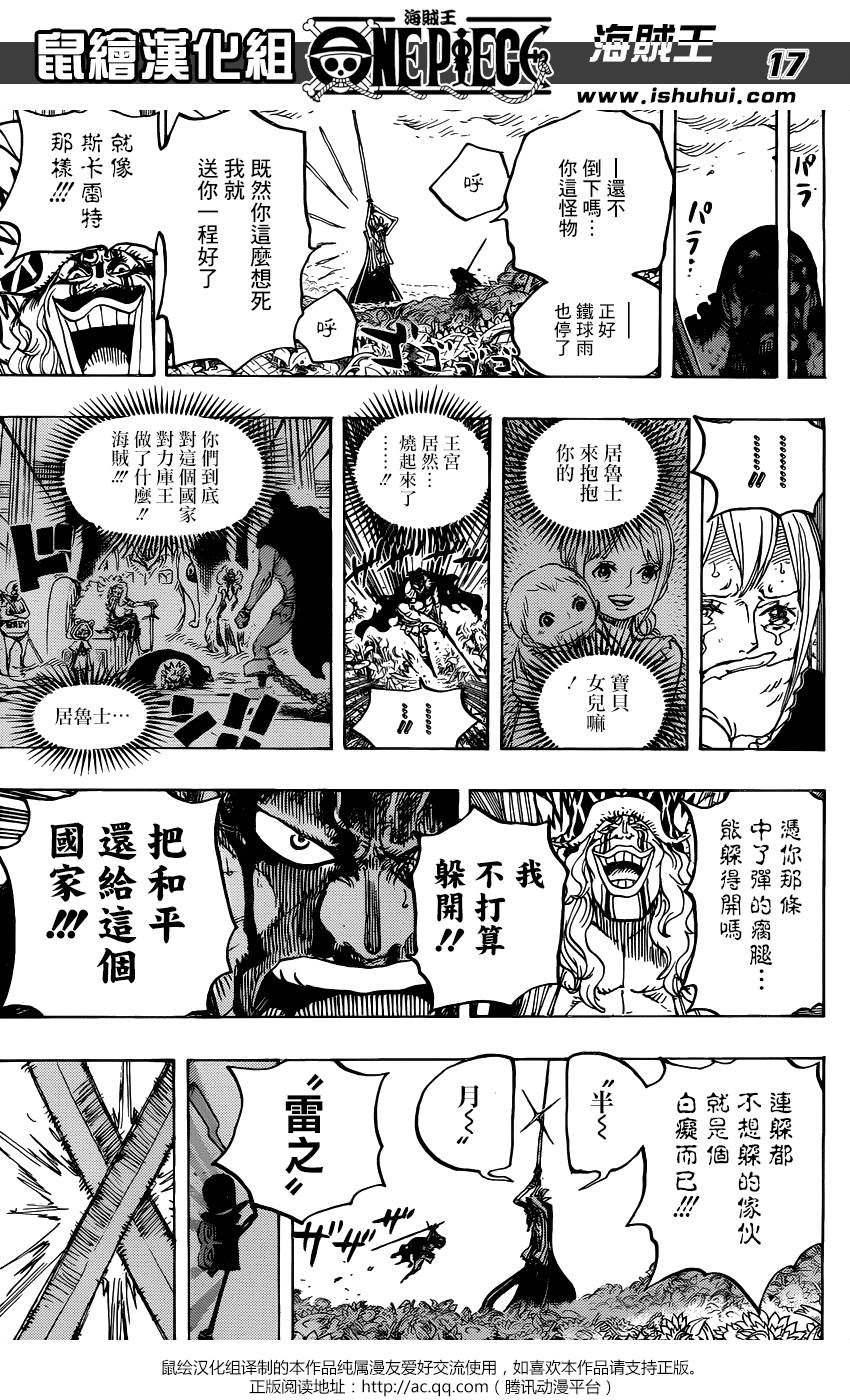 鼠繪漢化組
海賊王
ONE PIECE
海賊王
17
www.ishuhui.com
パラ
パラ
—還不
倒下嗎…
你這怪物
—
正好
鐵球雨
也停了
呼
呼
ゴゴゴ
既然你這麼想死
我就
送你一程好了
就像
斯卡雷特
那樣!!!
居魯士
來抱抱
你的
寶貝
女兒嘛
!
王宮
居然…
燒起來了
……!!
你們到底
對這個國家
對力庫王
做了什麼!!
海賊!!!
ドン!!
居魯士…
憑你那條
中了彈的瘸腿…
能躲得開嗎
我
不打算
躲開!!
把和平
還給這個
國家!!!
連躲都
不想躲的傢伙
就是個
白癡而已!!!
〝半〜
月〜〟
ザザザ
〝雷之〟
鼠绘汉化组译制的本作品纯属漫友爱好交流使用，如喜欢本作品请支持正版。
正版阅读地址：http://ac.qq.com（腾讯动漫平台）